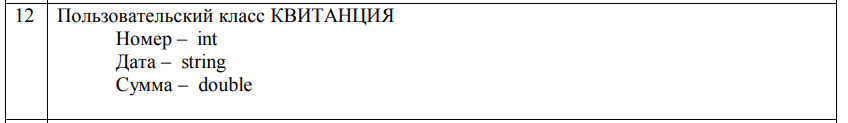 12 Пользовательский класс КВИТАНЦИЯ
Номер – int
Дата – string
Сумма – double